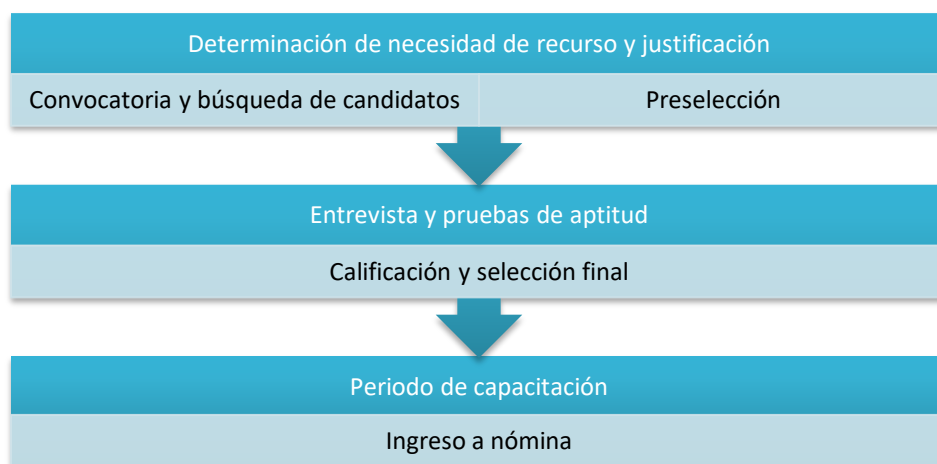 Determinación de necesidad de recurso y justificación
Convocatoria y búsqueda de candidatos
Preselección
Entrevista y pruebas de aptitud
Calificación y selección final
Periodo de capacitación
Ingreso a nómina